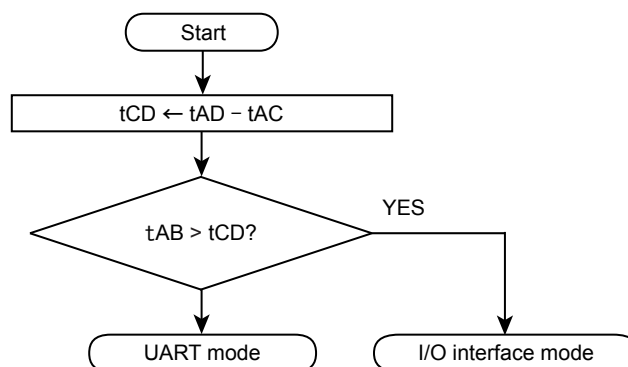 Start
tCD ← tAD − tAC
tAB > tCD?
YES
UART mode
I/O interface mode